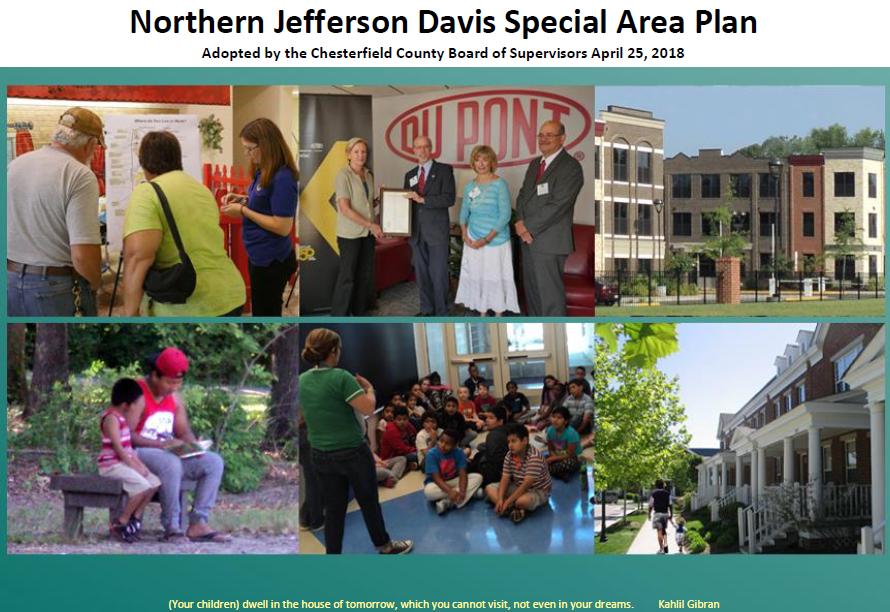 Northern Jefferson Davis Special Area Plan
Adopted by the Chesterfield County Board of Supervisors April 25, 2018
DU PONT
(Your children) dwell in the house of tomorrow, which you cannot visit, not even in your dreams. Kahlil Gibran